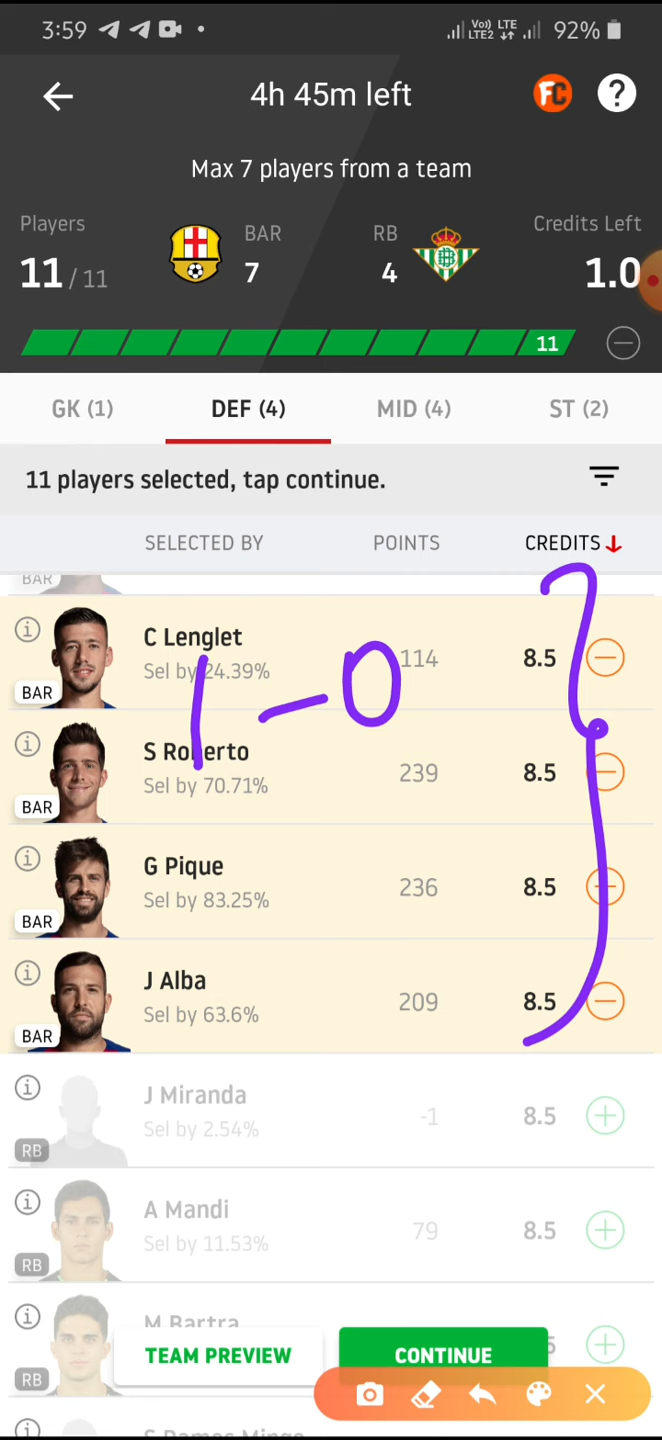 3:59 Vo)) LTE LTE2 92%
4h 45m left FC ?
Max 7 players from a team
Players BAR RB Credits Left
11 / 11 7 4 1.0
11
GK (1) DEF (4) MID (4) ST (2)
11 players selected, tap continue.
SELECTED BY POINTS CREDITS
BAR
C Lenglet
Sel by 24.39% 114 8.5
BAR
1-0
S Roberto
Sel by 70.71% 239 8.5
BAR
G Pique
Sel by 83.25% 236 8.5
BAR
J Alba
Sel by 63.6% 209 8.5
BAR
J Miranda
Sel by 2.54% -1 8.5
RB
A Mandi
Sel by 11.53% 79 8.5
RB
M Bartra
RB
TEAM PREVIEW CONTINUE